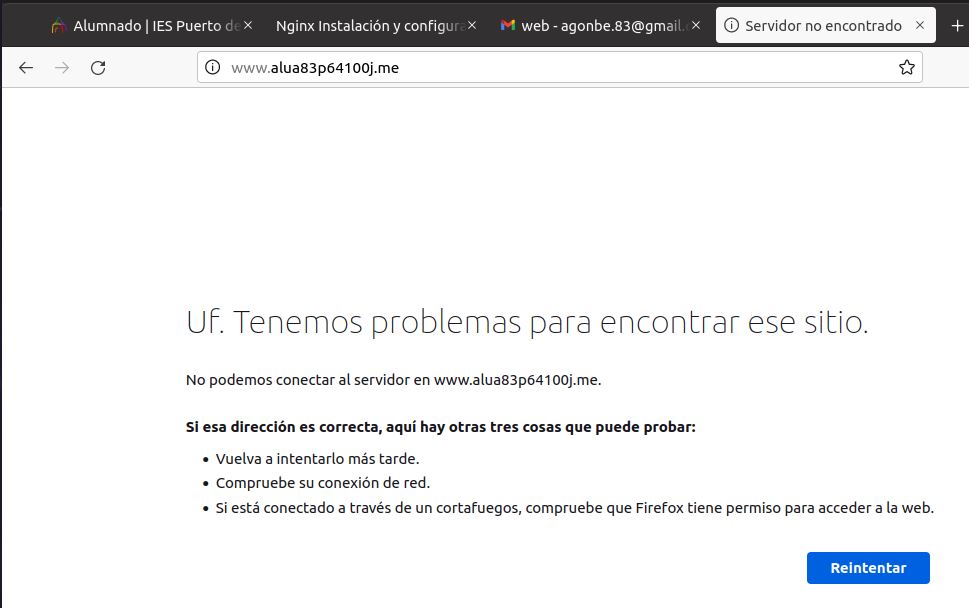 Alumnado | IES Puerto de
Nginx Instalación y configura
web - agonbe.83@gmail.c
Servidor no encontrado
www.alua83p64100j.me
Uf. Tenemos problemas para encontrar ese sitio.
No podemos conectar al servidor en www.alua83p64100j.me.
Si esa dirección es correcta, aquí hay otras tres cosas que puede probar:
• Vuelva a intentarlo más tarde.
• Compruebe su conexión de red.
• Si está conectado a través de un cortafuegos, compruebe que Firefox tiene permiso para acceder a la web.
Reintentar